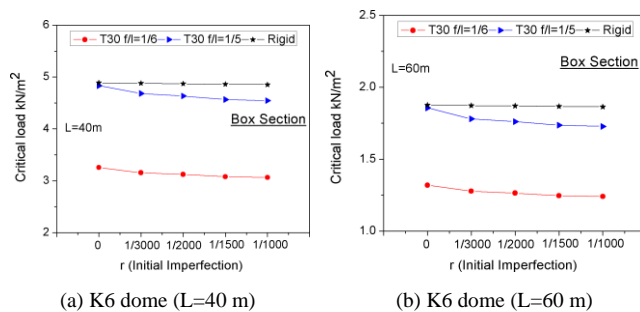 T30 f/l=1/6 T30 f/l=1/5 Rigid
6
5
4
3
2
Critical load kN/m²
Box Section
L=40m
0 1/3000 1/2000 1/1500 1/1000
r (Initial Imperfection)
(a) K6 dome (L=40 m)
T30 f/l=1/6 T30 f/l=1/5 Rigid
2.5
2.0
1.5
1.0
Critical load kN/m²
Box Section
L=60m
0 1/3000 1/2000 1/1500 1/1000
r (Initial Imperfection)
(b) K6 dome (L=60 m)